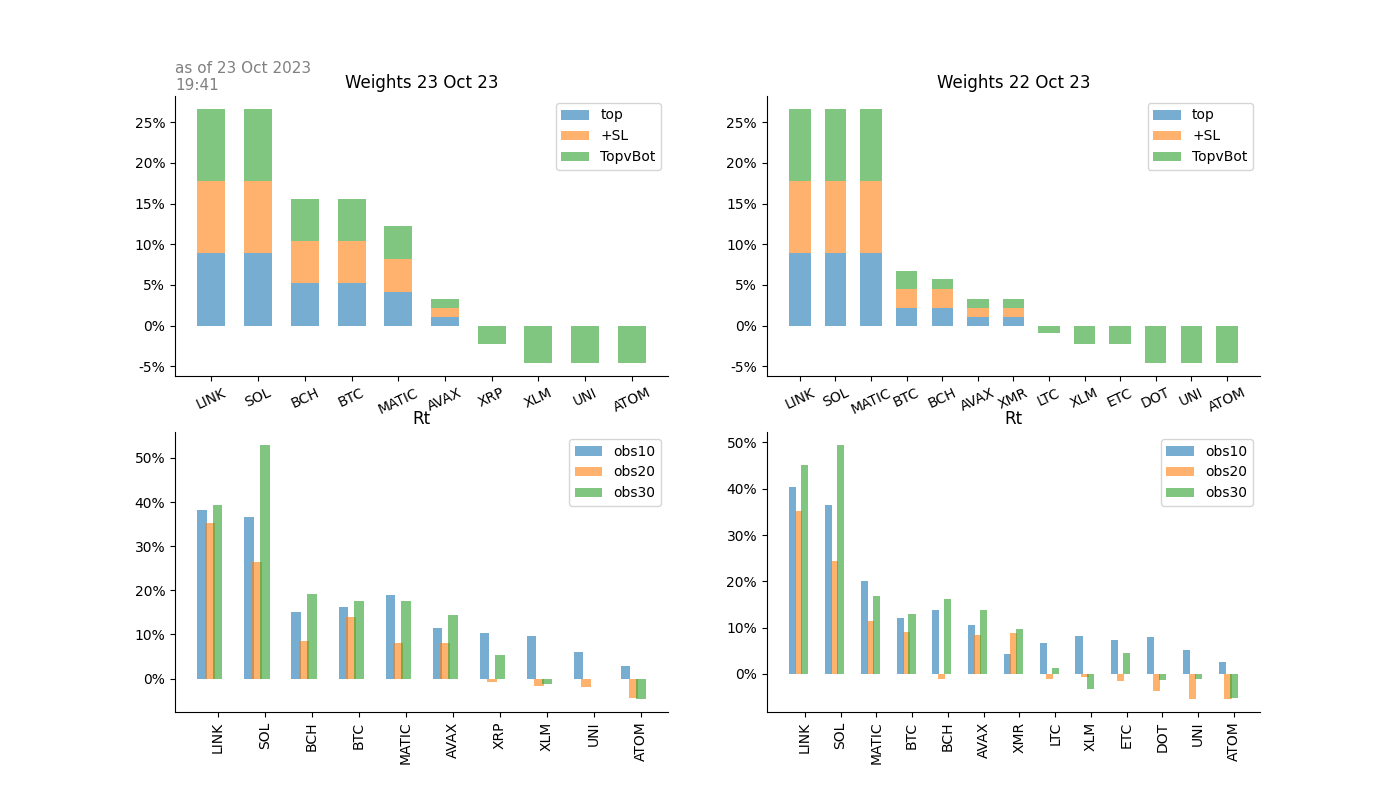 as of 23 Oct 2023
19:41
Weights 23 Oct 23
25%
20%
15%
10%
5%
0%
-5%
top
+SL
TopvBot
LINK
SOL
BCH
BTC
MATIC
AVAX
XRP
XLM
UNI
ATOM
Weights 22 Oct 23
25%
20%
15%
10%
5%
0%
-5%
top
+SL
TopvBot
LINK
SOL
MATIC
BTC
BCH
AVAX
XMR
LTC
XLM
ETC
DOT
UNI
ATOM
Rt
50%
40%
30%
20%
10%
0%
obs10
obs20
obs30
LINK
SOL
BCH
BTC
MATIC
AVAX
XRP
XLM
UNI
ATOM
Rt
50%
40%
30%
20%
10%
0%
obs10
obs20
obs30
LINK
SOL
MATIC
BTC
BCH
AVAX
XMR
LTC
XLM
ETC
DOT
UNI
ATOM